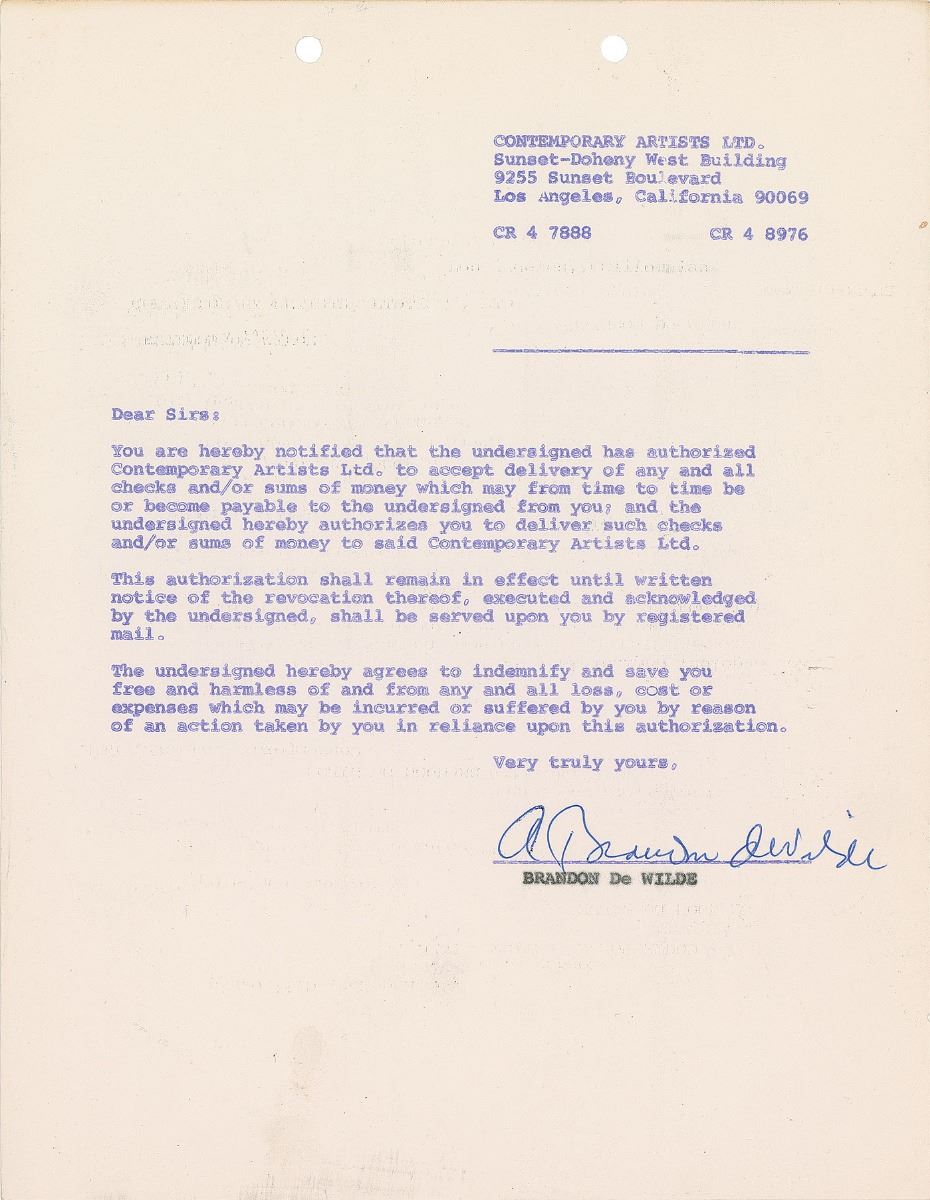 CONTEMPORARY ARTISTS LTD.
Sunset-Doheny West Building
9255 Sunset Boulevard
Los Angeles, California 90069
CR 4 7888 CR 4 8976
Dear Sirs:
You are hereby notified that the undersigned has authorized
Contemporary Artists Ltd. to accept delivery of any and all
checks and/or sums of money which may from time to time be
or become payable to the undersigned from you; and the
undersigned hereby authorizes you to deliver such checks
and/or sums of money to said Contemporary Artists Ltd.
This authorization shall remain in effect until written
notice of the revocation thereof, executed and acknowledged
by the undersigned, shall be served upon you by registered
mail.
The undersigned hereby agrees to indemnify and save you
free and harmless of and from any and all loss, cost or
expenses which may be incurred or suffered by you by reason
of an action taken by you in reliance upon this authorization.
Very truly yours,
A Brandon deWilde
BRANDON De WILDE